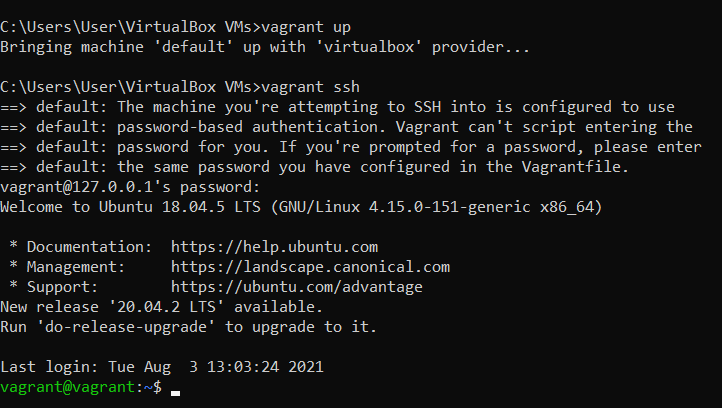 C:\Users\User\VirtualBox VMs>vagrant up
Bringing machine 'default' up with 'virtualbox' provider...
C:\Users\User\VirtualBox VMs>vagrant ssh
==> default: The machine you're attempting to SSH into is configured to use
==> default: password-based authentication. Vagrant can't script entering the
==> default: password for you. If you're prompted for a password, please enter
==> default: the same password you have configured in the Vagrantfile.
vagrant@127.0.0.1's password:
Welcome to Ubuntu 18.04.5 LTS (GNU/Linux 4.15.0-151-generic x86_64)
* Documentation:  https://help.ubuntu.com
* Management:     https://landscape.canonical.com
* Support:        https://ubuntu.com/advantage
New release '20.04.2 LTS' available.
Run 'do-release-upgrade' to upgrade to it.
Last login: Tue Aug  3 13:03:24 2021
vagrant@vagrant:~$